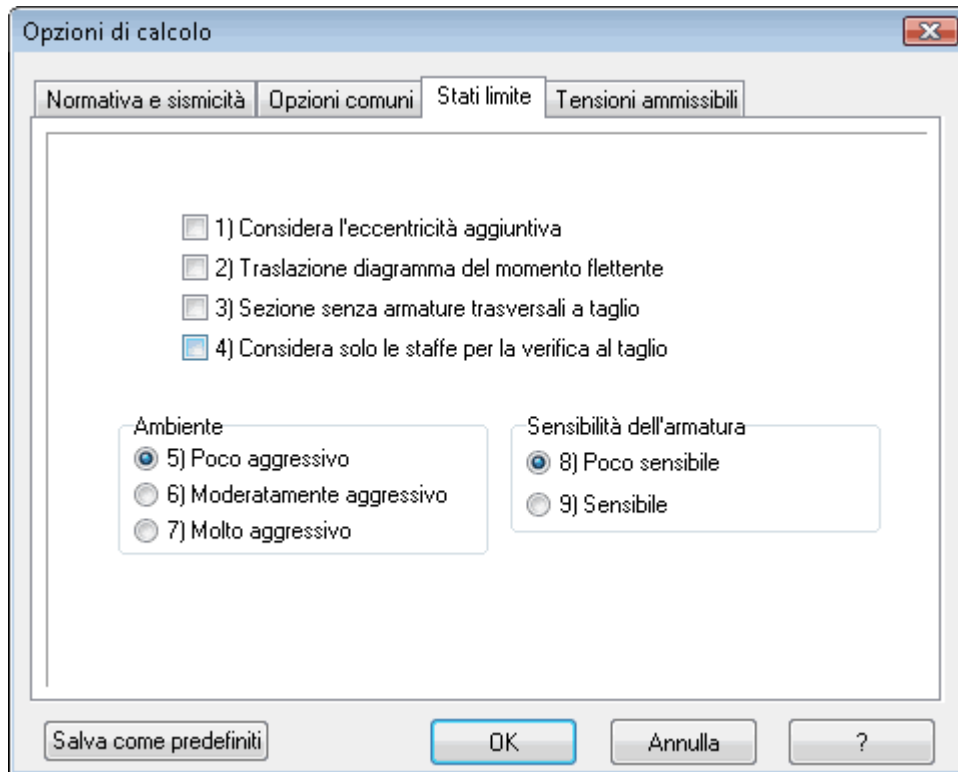 Opzioni di calcolo
Normativa e sismicità
Opzioni comuni
Stati limite
Tensioni ammissibili
1) Considera l'eccentricità aggiuntiva
2) Traslazione diagramma del momento flettente
3) Sezione senza armature trasversali a taglio
4) Considera solo le staffe per la verifica al taglio
Ambiente
5) Poco aggressivo
6) Moderatamente aggressivo
7) Molto aggressivo
Sensibilità dell'armatura
8) Poco sensibile
9) Sensibile
Salva come predefiniti
OK
Annulla
?